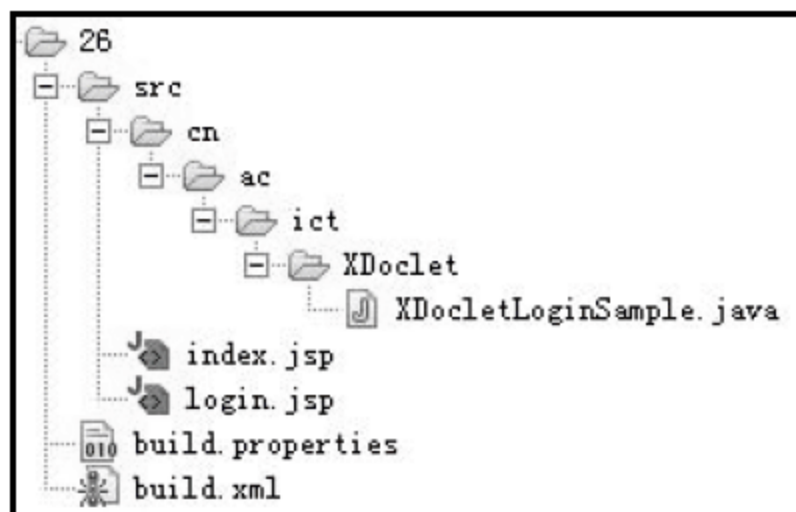 26
src
cn
ac
ict
XDoclet
XDocletLoginSample.java
index.jsp
login.jsp
build.properties
build.xml